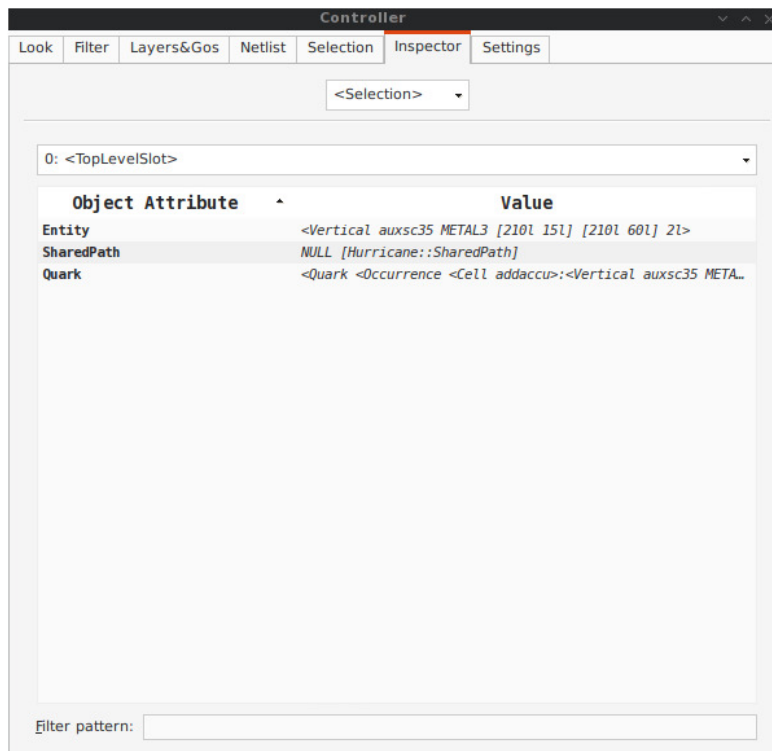 Controller
Look Filter Layers&Gos Netlist Selection Inspector Settings
<Selection>
0: <TopLevelSlot>
Object Attribute Value
Entity <Vertical auxsc35 METAL3 [210l 15l] [210l 60l] 2l>
SharedPath NULL [Hurricane::SharedPath]
Quark <Quark <Occurrence <Cell addaccu>:<Vertical auxsc35 META…
Filter pattern: